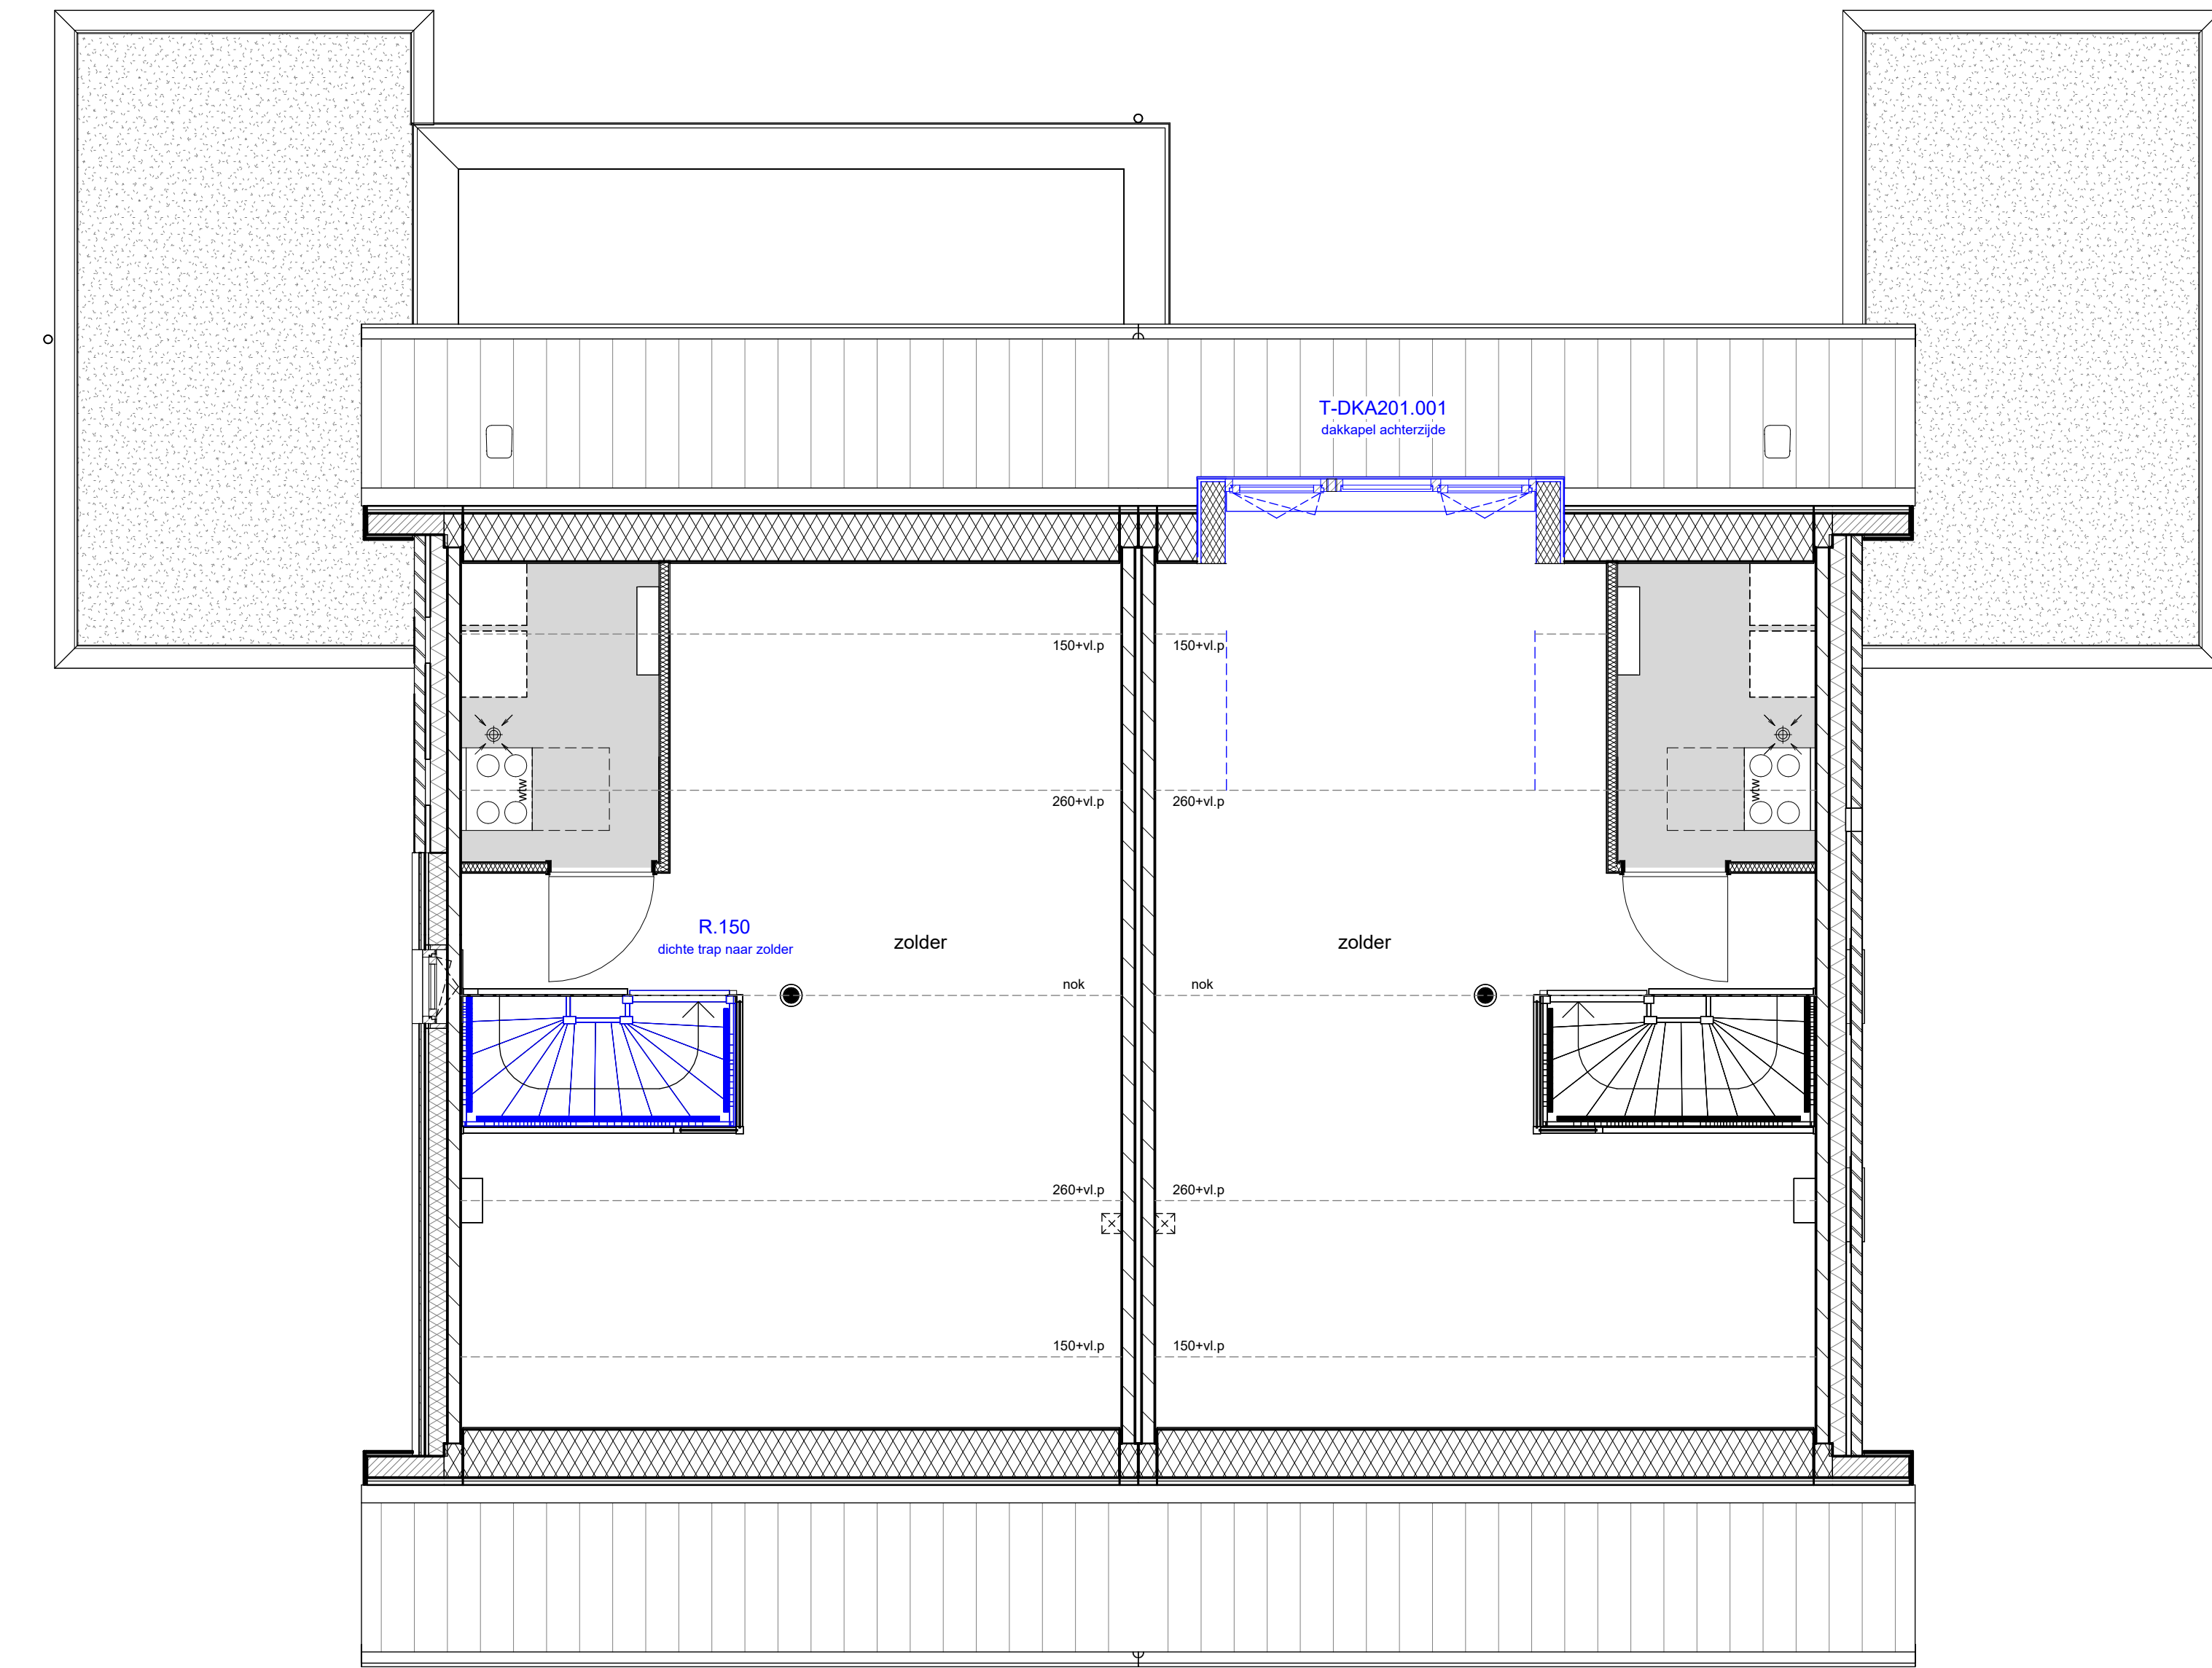 T-DKA201.001
dakkapel achterzijde
150+vl.p
150+vl.p
wtw
260+vl.p
260+vl.p
wtw
R.150
dichte trap naar zolder
zolder
zolder
nok
nok
260+vl.p
260+vl.p
150+vl.p
150+vl.p